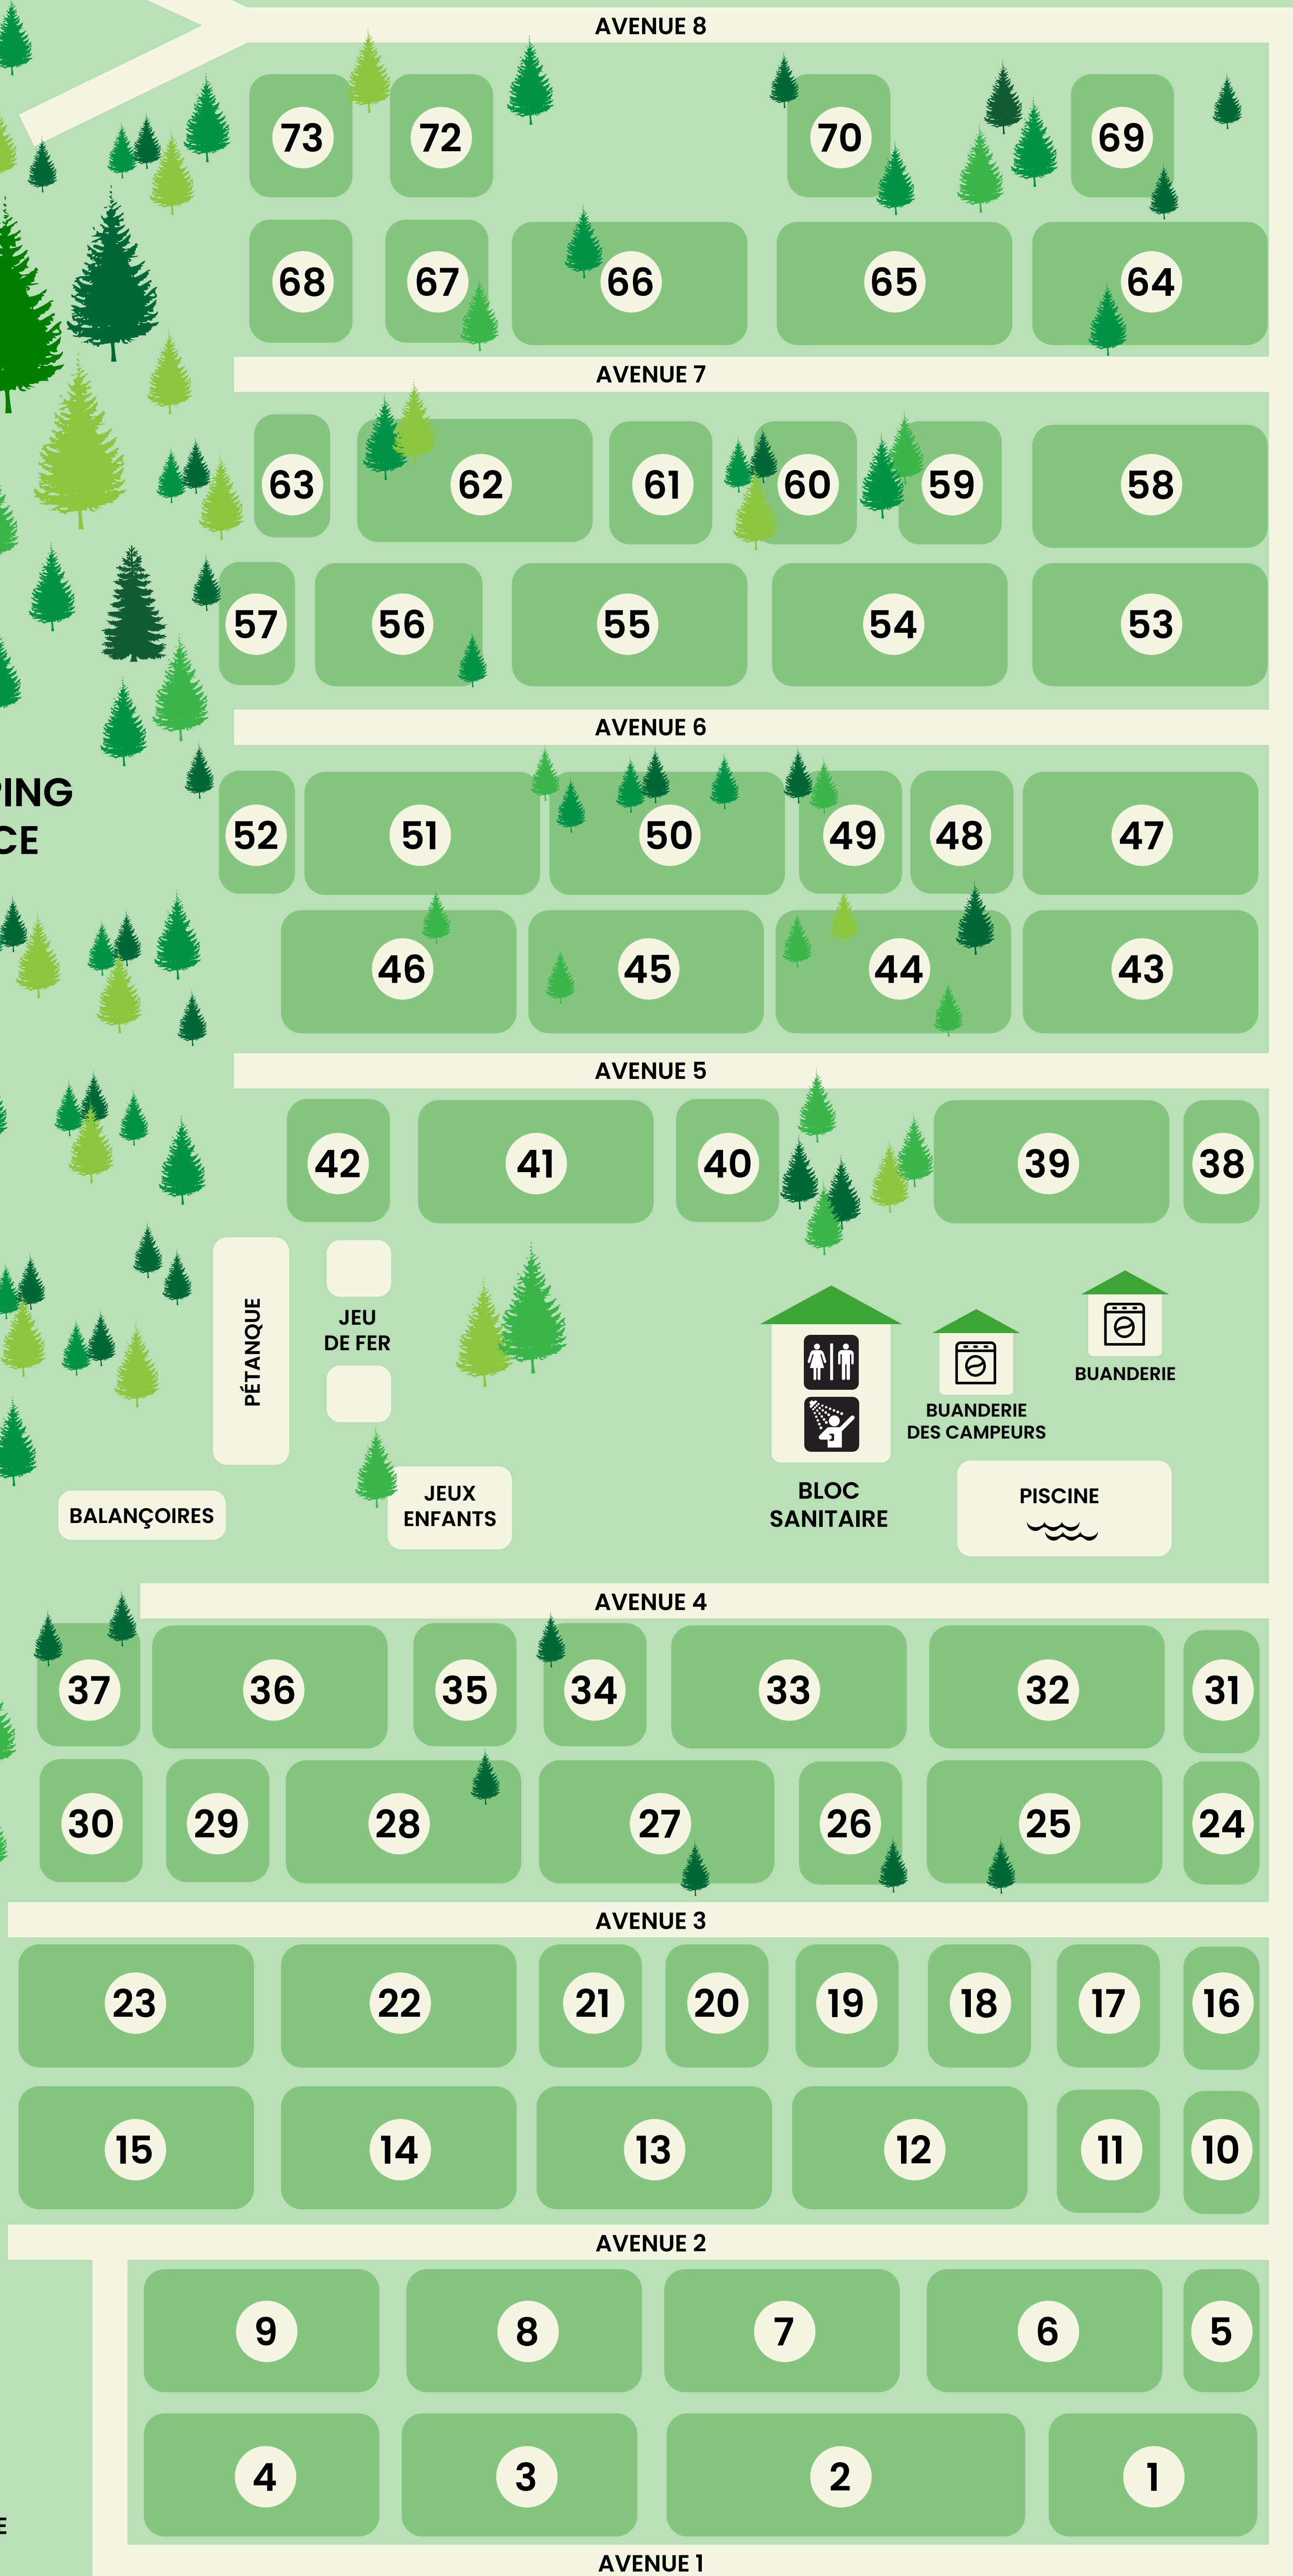 AVENUE 8
73 72 70 69
68 67 66 65 64
AVENUE 7
63 62 61 60 59 58
57 56 55 54 53
AVENUE 6
PING
CE
52 51 50 49 48 47
46 45 44 43
AVENUE 5
42 41 40 39 38
PÉTANQUE
JEU
DE FER
BUANDERIE
BUANDERIE
DES CAMPEURS
BALANÇOIRES
JEUX
ENFANTS
BLOC
SANITAIRE
PISCINE
AVENUE 4
37 36 35 34 33 32 31
30 29 28 27 26 25 24
AVENUE 3
23 22 21 20 19 18 17 16
15 14 13 12 11 10
AVENUE 2
9 8 7 6 5
4 3 2 1
E
AVENUE 1